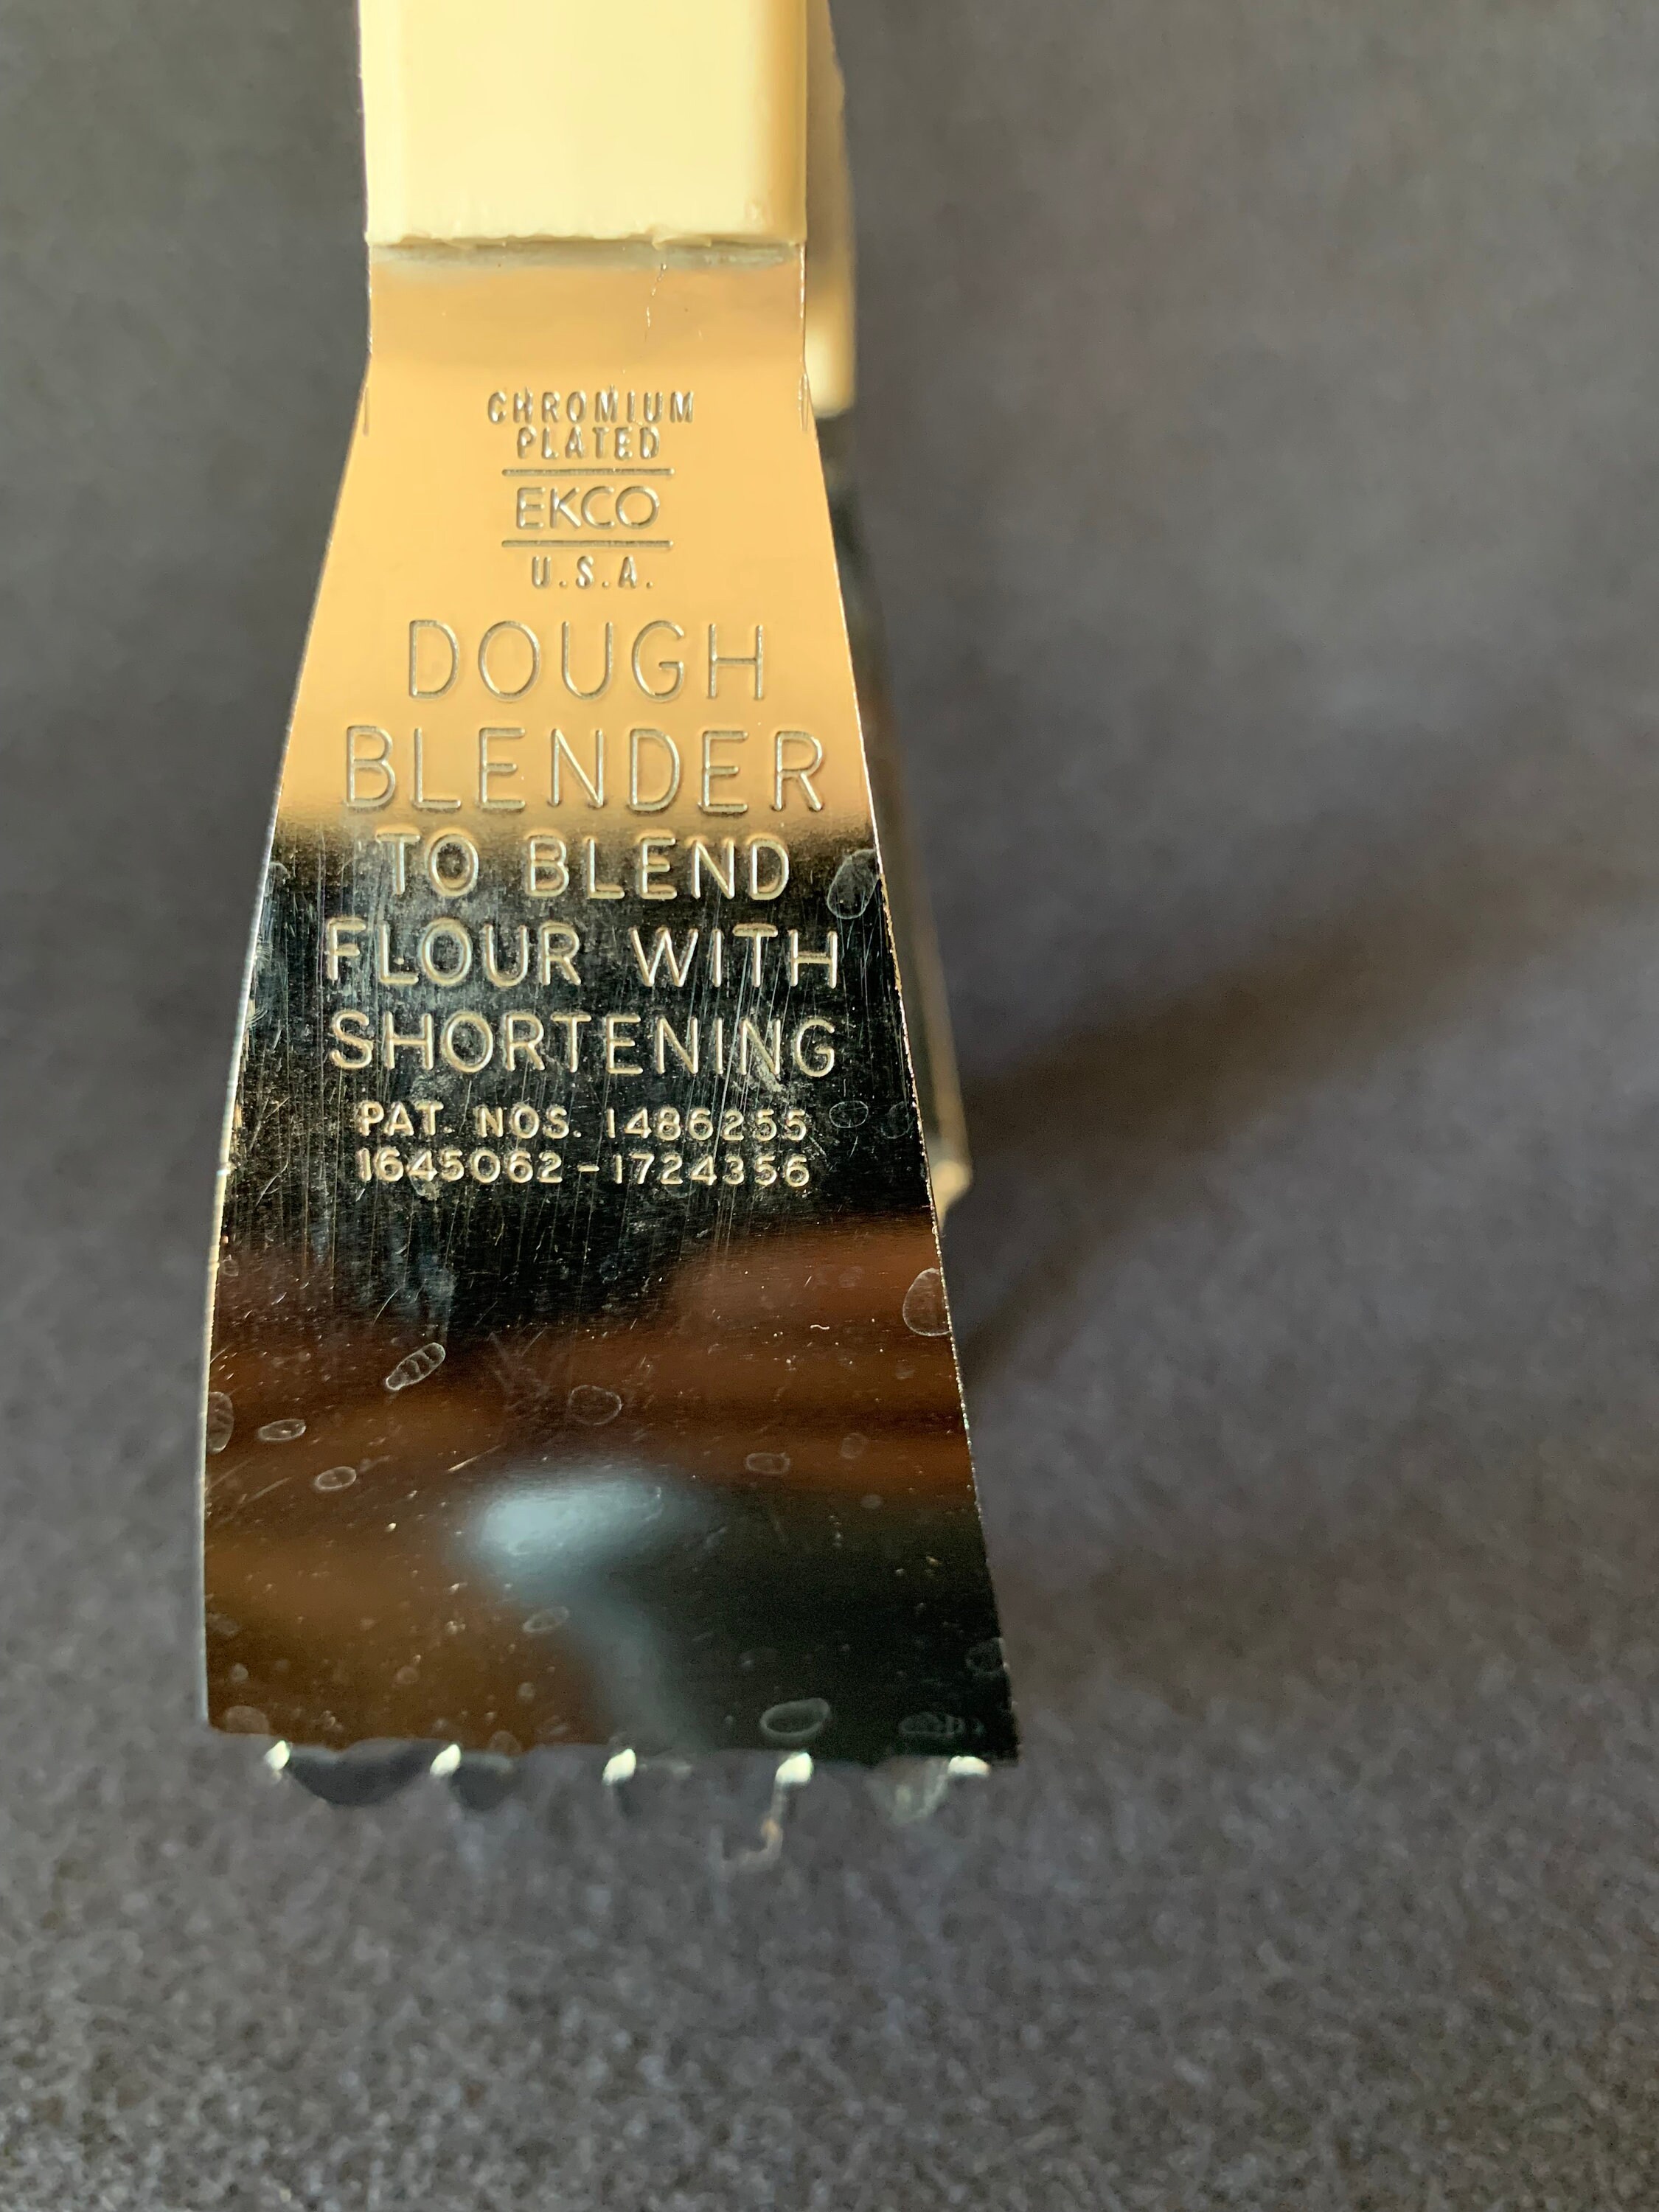 CHROMIUM
PLATED
EKCO
U.S.A.
DOUGH
BLENDER
TO BLEND
FLOUR WITH
SHORTENING
PAT. NOS. 1486255
1645062-1724356